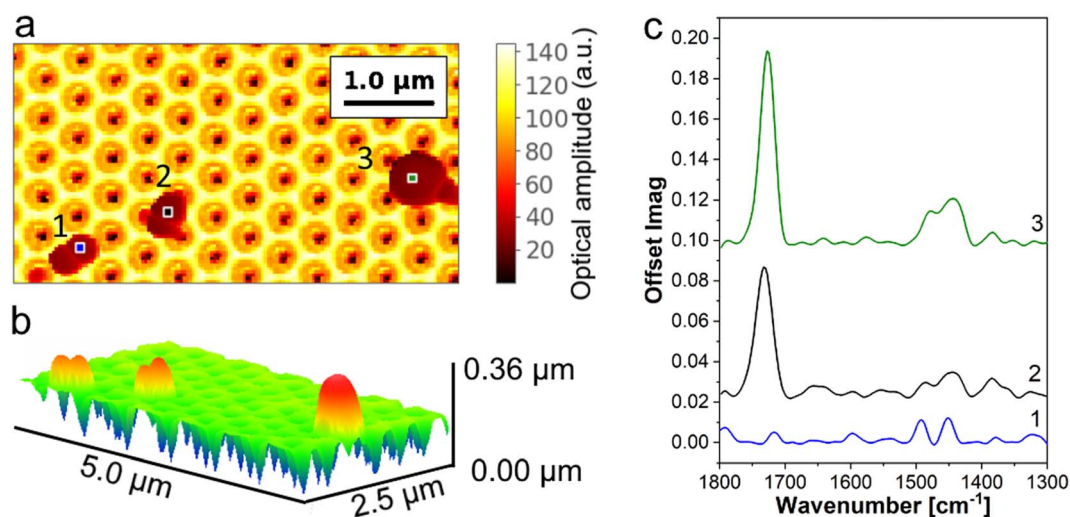 a
1.0 µm
1
2
3
140
120
100
80
60
40
20
Optical amplitude (a.u.)
b
0.36 µm
0.00 µm
5.0 µm
2.5 µm
c
0.20
0.18
0.16
0.14
0.12
0.10
0.08
0.06
0.04
0.02
0.00
Offset Imag
3
2
1
1800 1700 1600 1500 1400 1300
Wavenumber [cm⁻¹]